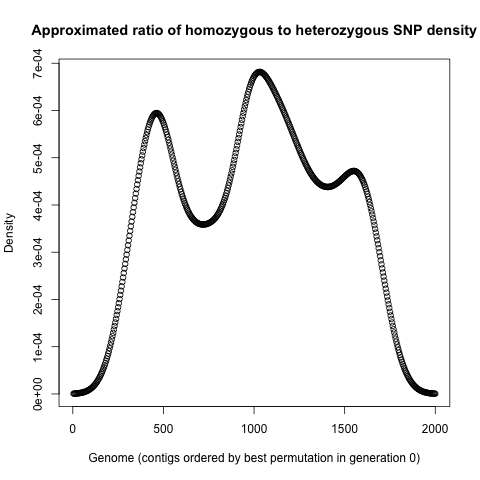 Approximated ratio of homozygous to heterozygous SNP density
7e-04
6e-04
5e-04
4e-04
3e-04
2e-04
1e-04
0e+00
Density
0 500 1000 1500 2000
Genome (contigs ordered by best permutation in generation 0)